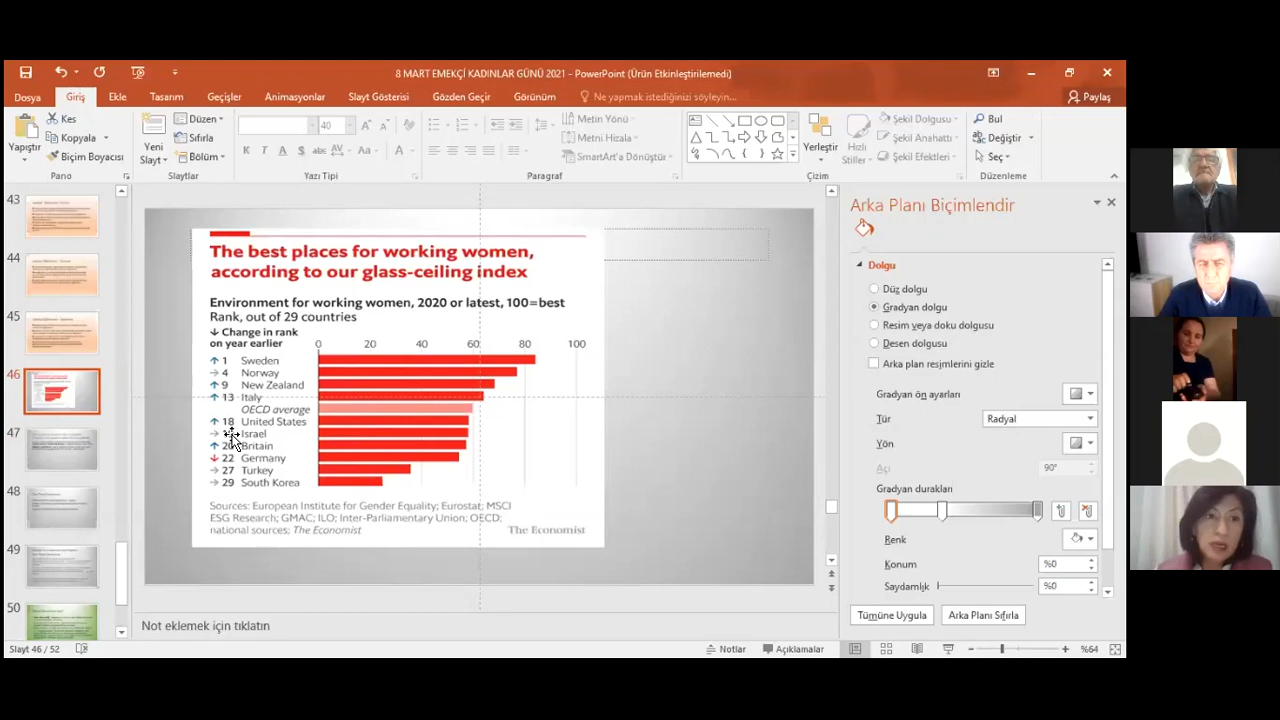 8 MART EMEKÇİ KADINLAR GÜNÜ 2021 - PowerPoint (Ürün Etkinleştirilemedi)
Dosya Giriş Ekle Tasarım Geçişler Animasyonlar Slayt Gösterisi Gözden Geçir Görünüm Ne yapmak istediğinizi söyleyin... Paylaş
Yapıştır
Kes
Kopyala
Biçim Boyacısı
Yeni
Slayt
Düzen
Sıfırla
Bölüm
40
Metin Yönü
Metni Hizala
SmartArt'a Dönüştür
Yerleştir
Hızlı
Stiller
Şekil Dolgusu
Şekil Anahattı
Şekil Efektleri
Bul
Değiştir
Seç
Pano Slaytlar Yazı Tipi Paragraf Çizim Düzenleme
43
44
45
46
47
48
49
50
The best places for working women,
according to our glass-ceiling index
Environment for working women, 2020 or latest, 100=best
Rank, out of 29 countries
Change in rank
on year earlier
0 20 40 60 80 100
1 Sweden
4 Norway
9 New Zealand
13 Italy
OECD average
18 United States
Israel
Britain
22 Germany
27 Turkey
29 South Korea
Sources: European Institute for Gender Equality; Eurostat; MSCI
ESG Research; GMAC; ILO; Inter-Parliamentary Union; OECD;
national sources; The Economist
The Economist
Arka Planı Biçimlendir
Dolgu
Düz dolgu
Gradyan dolgu
Resim veya doku dolgusu
Desen dolgusu
Arka plan resimlerini gizle
Gradyan ön ayarları
Tür Radyal
Yön
Açı 90°
Gradyan durakları
Renk
Konum %0
Saydamlık %0
Tümüne Uygula Arka Planı Sıfırla
Not eklemek için tıklatın
Slayt 46 / 52 Notlar Açıklamalar %64